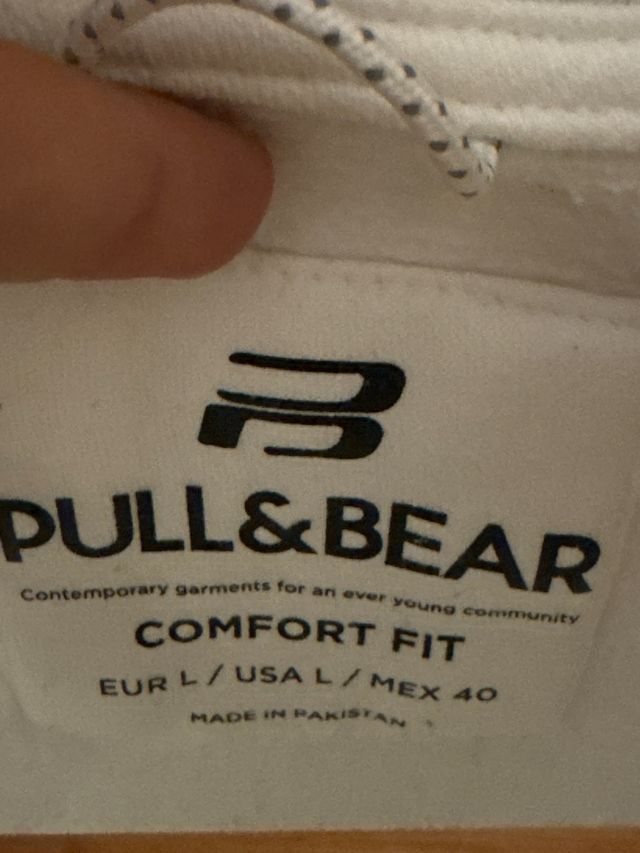 PULL&BEAR
Contemporary garments for an ever young community
COMFORT FIT
EUR L / USA L / MEX 40
MADE IN PAKISTAN